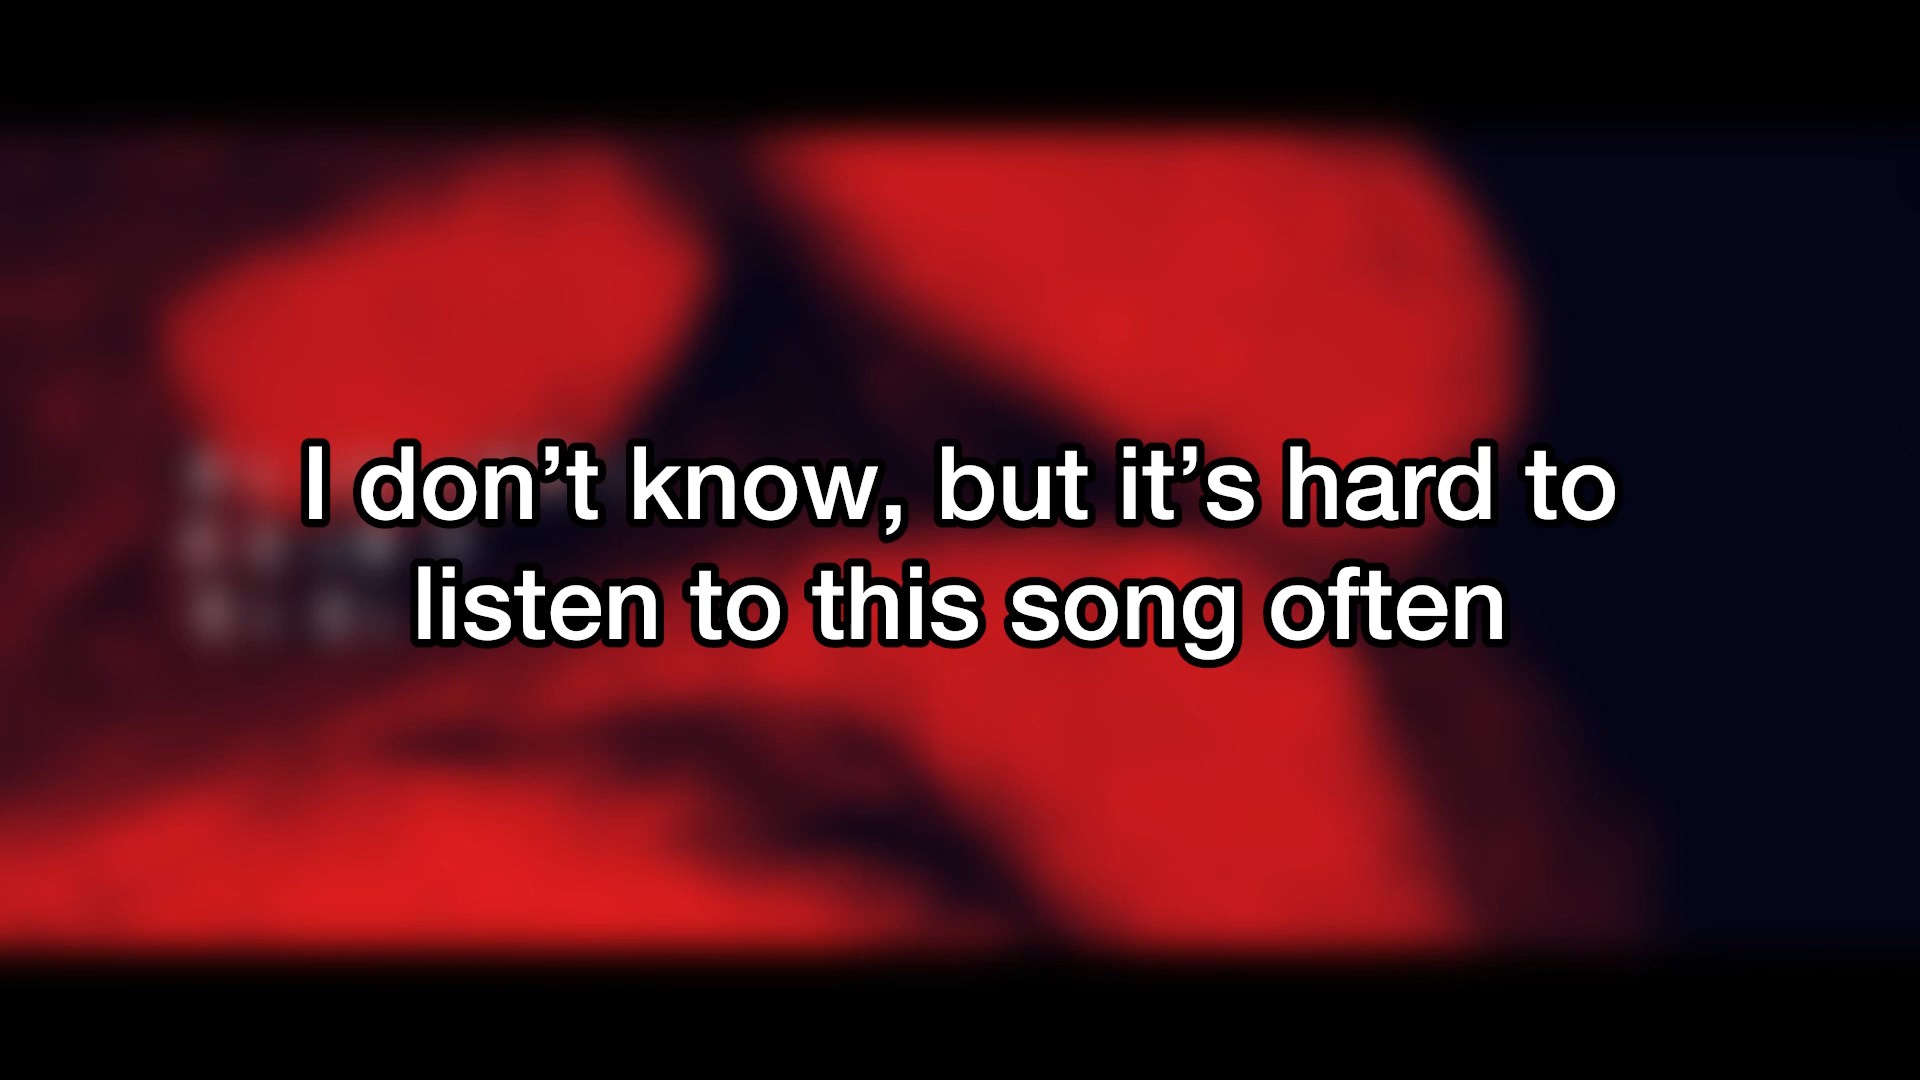 I don’t know, but it’s hard to
listen to this song often